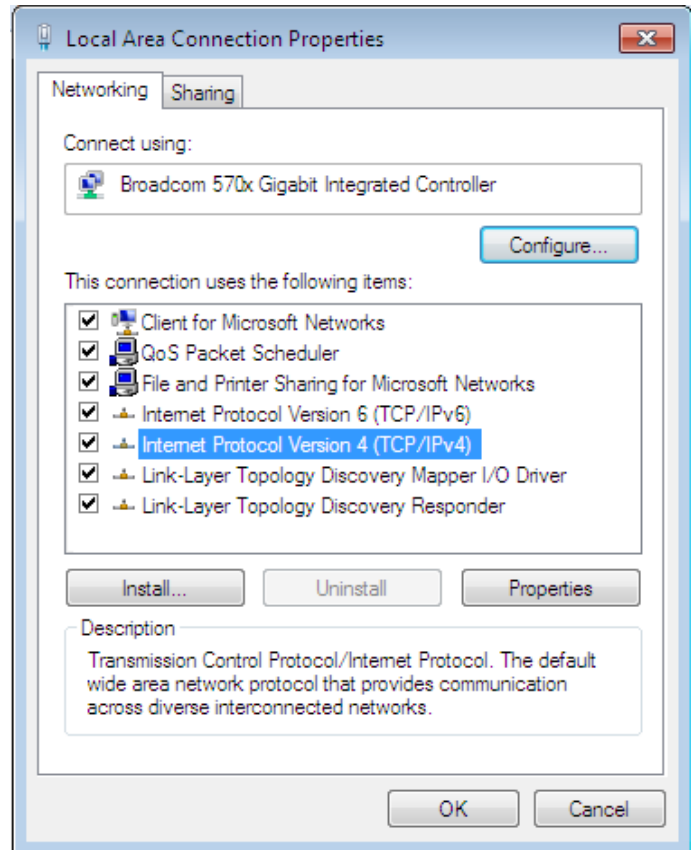 Local Area Connection Properties
Networking
Sharing
Connect using:
Broadcom 570x Gigabit Integrated Controller
Configure...
This connection uses the following items:
Client for Microsoft Networks
QoS Packet Scheduler
File and Printer Sharing for Microsoft Networks
Internet Protocol Version 6 (TCP/IPv6)
Internet Protocol Version 4 (TCP/IPv4)
Link-Layer Topology Discovery Mapper I/O Driver
Link-Layer Topology Discovery Responder
Install...
Uninstall
Properties
Description
Transmission Control Protocol/Internet Protocol. The default
wide area network protocol that provides communication
across diverse interconnected networks.
OK
Cancel